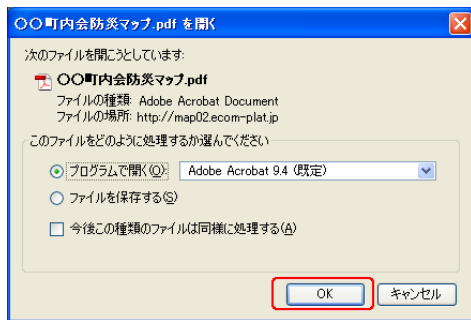 〇〇町内会防災マップ.pdf を開く
次のファイルを開こうとしています:
〇〇町内会防災マップ.pdf
ファイルの種類: Adobe Acrobat Document
ファイルの場所: http://map02.ecom-plat.jp
このファイルをどのように処理するか選んでください
プログラムで開く(O): Adobe Acrobat 9.4 (既定)
ファイルを保存する(S)
今後この種類のファイルは同様に処理する(A)
OK キャンセル